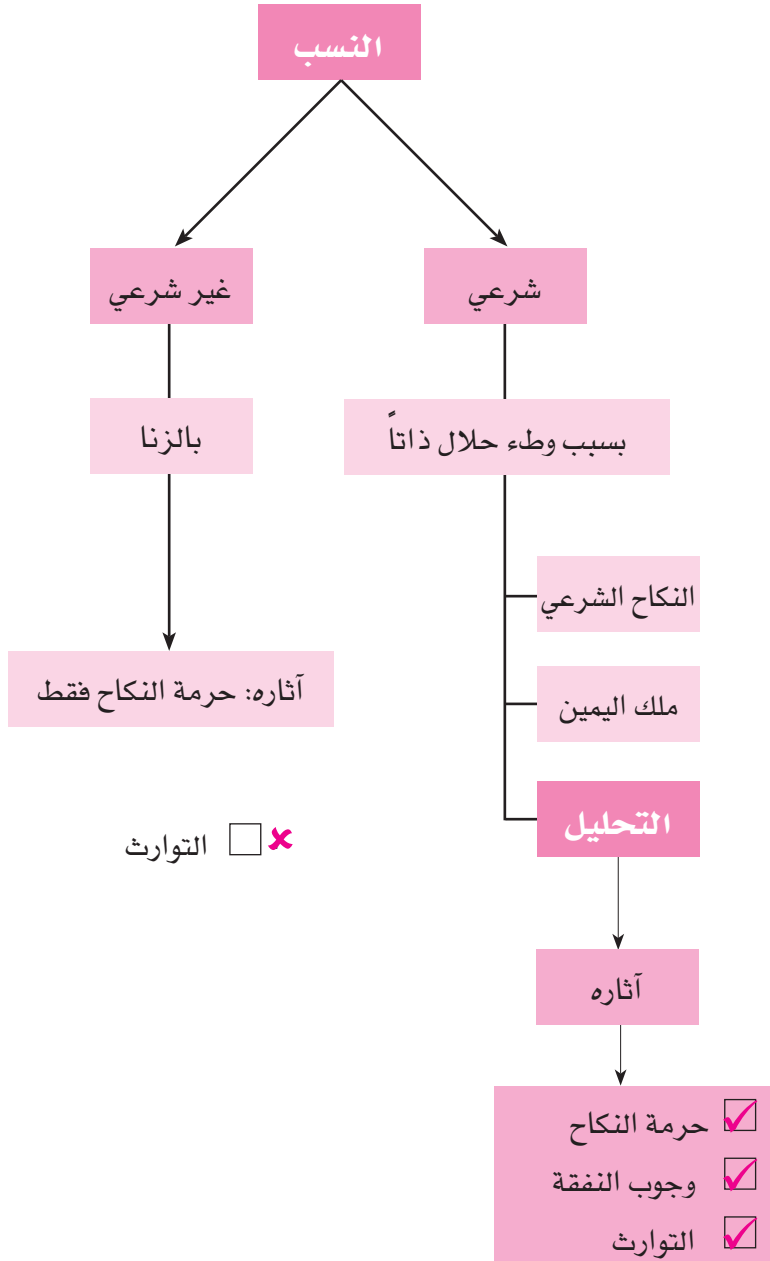 النسب
شرعي
غير شرعي
بسبب وطء حلال ذاتاً
بالزنا
النكاح الشرعي
ملك اليمين
التحليل
آثاره: حرمة النكاح فقط
✘ ☐ التوارث
آثاره
☑ حرمة النكاح
☑ وجوب النفقة
☑ التوارث